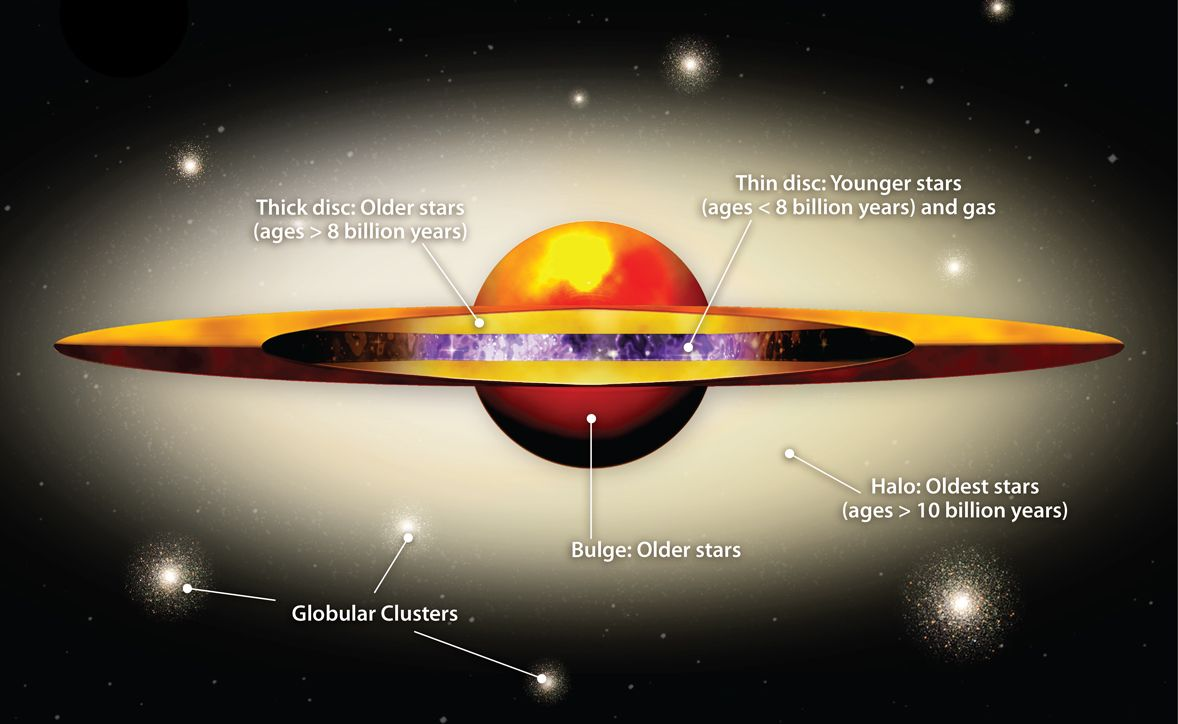 Thin disc: Younger stars
(ages < 8 billion years) and gas
Thick disc: Older stars
(ages > 8 billion years)
Halo: Oldest stars
(ages > 10 billion years)
Bulge: Older stars
Globular Clusters